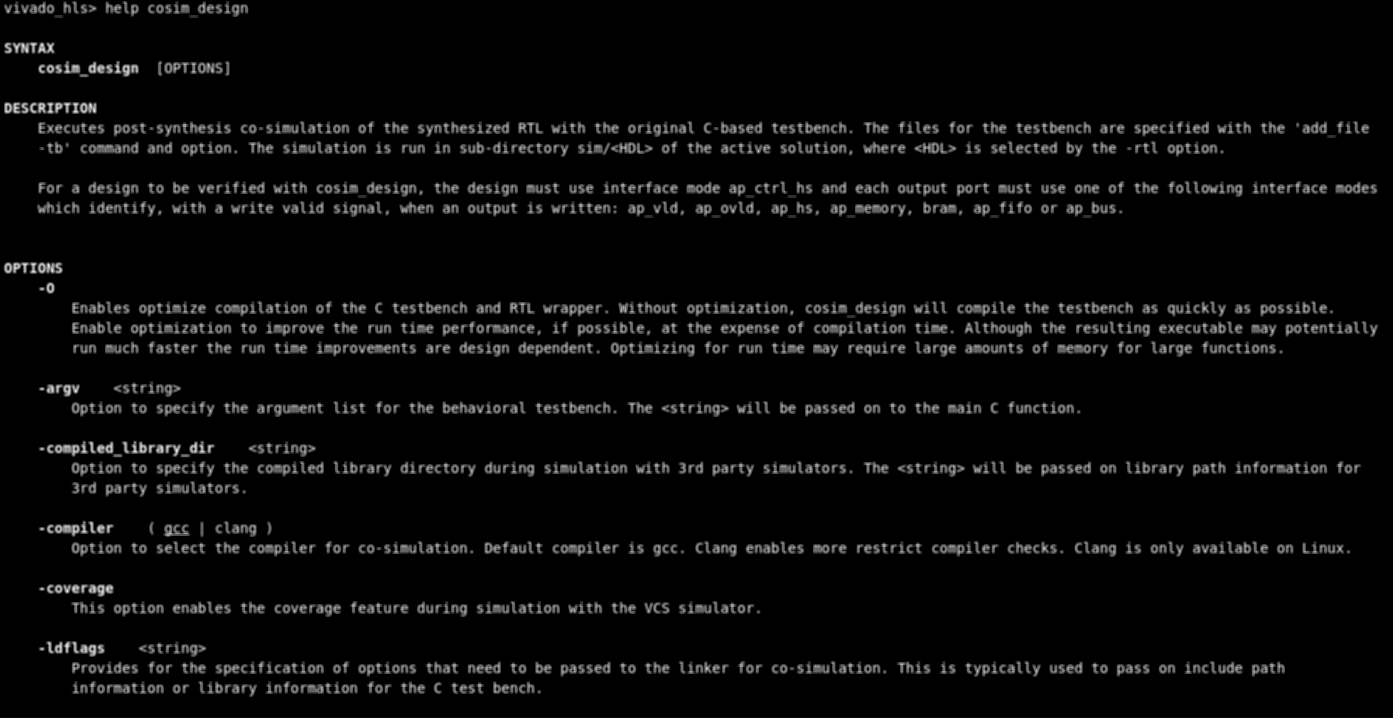 vivado_hls> help cosim_design
SYNTAX
cosim_design [OPTIONS]
DESCRIPTION
Executes post-synthesis co-simulation of the synthesized RTL with the original C-based testbench. The files for the testbench are specified with the 'add_file
-tb' command and option. The simulation is run in sub-directory sim/<HDL> of the active solution, where <HDL> is selected by the -rtl option.
For a design to be verified with cosim_design, the design must use interface mode ap_ctrl_hs and each output port must use one of the following interface modes
which identify, with a write valid signal, when an output is written: ap_vld, ap_ovld, ap_hs, ap_memory, bram, ap_fifo or ap_bus.
OPTIONS
-O
Enables optimize compilation of the C testbench and RTL wrapper. Without optimization, cosim_design will compile the testbench as quickly as possible.
Enable optimization to improve the run time performance, if possible, at the expense of compilation time. Although the resulting executable may potentially
run much faster the run time improvements are design dependent. Optimizing for run time may require large amounts of memory for large functions.
-argv <string>
Option to specify the argument list for the behavioral testbench. The <string> will be passed on to the main C function.
-compiled_library_dir <string>
Option to specify the compiled library directory during simulation with 3rd party simulators. The <string> will be passed on library path information for
3rd party simulators.
-compiler ( gcc | clang )
Option to select the compiler for co-simulation. Default compiler is gcc. Clang enables more restrict compiler checks. Clang is only available on Linux.
-coverage
This option enables the coverage feature during simulation with the VCS simulator.
-ldflags <string>
Provides for the specification of options that need to be passed to the linker for co-simulation. This is typically used to pass on include path
information or library information for the C test bench.